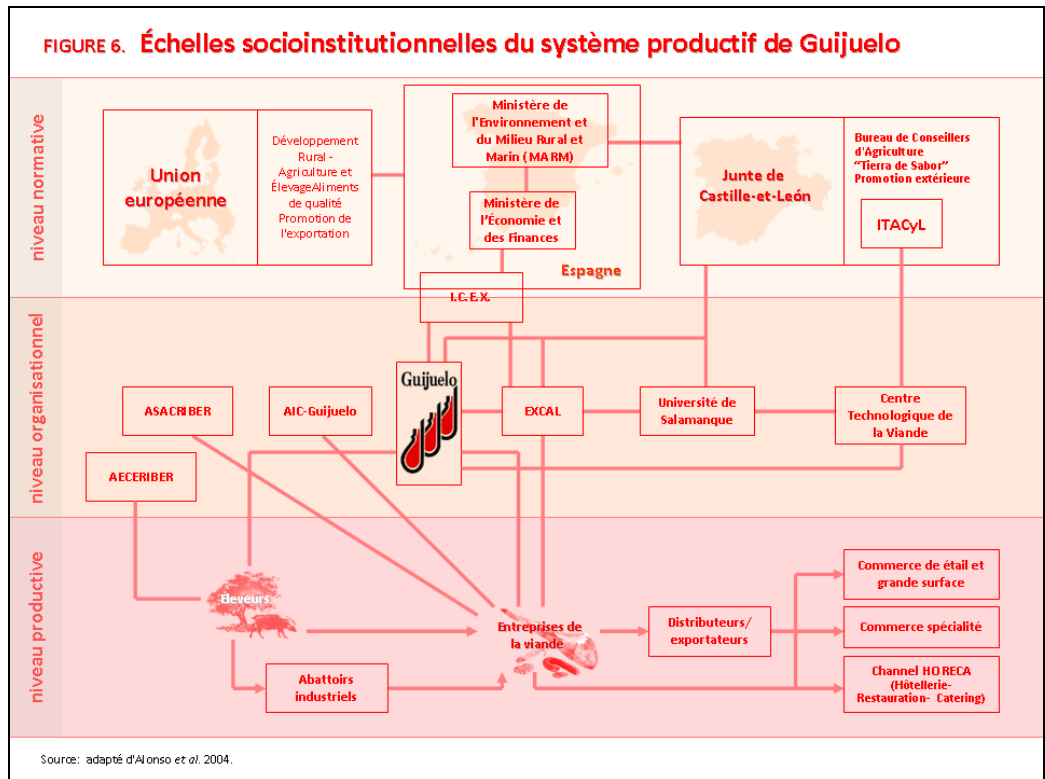 FIGURE 6. Échelles socioinstitutionnelles du système productif de Guijuelo
niveau normative
Union
européenne
Développement
Rural -
Agriculture et
ÉlevageAliments
de qualité
Promotion de
l'exportation
Ministère de
l'Environnement et
du Milieu Rural et
Marin (MARM)
Ministère de
l'Économie et
des Finances
Espagne
I.C.E.X.
Junte de
Castille-et-León
Bureau de Conseillers
d'Agriculture
"Tierra de Sabor"
Promotion extérieure
ITACyL
niveau organisationnel
ASACRIBER
AIC-Guijuelo
Guijuelo
EXCAL
Université de
Salamanque
Centre
Technologique de
la Viande
AECERIBER
niveau productive
Éleveurs
Abattoirs
industriels
Entreprises de
la viande
Distributeurs/
exportateurs
Commerce de étail et
grande surface
Commerce spécialité
Channel HORECA
(Hôtellerie-
Restauration- Catering)
Source: adapté d'Alonso et al. 2004.